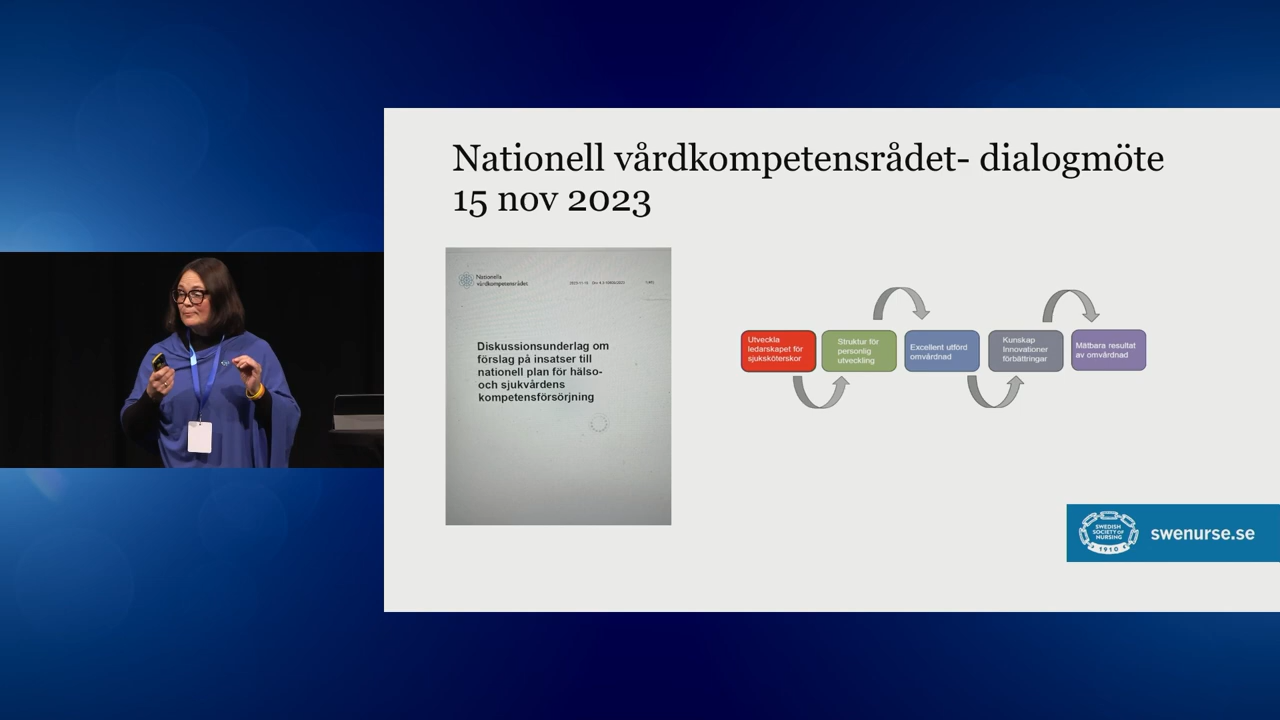 Nationell vårdkompetensrådet- dialogmöte
15 nov 2023
Nationella
vårdkompetensrådet
Diskussionsunderlag om
förslag på insatser till
nationell plan för hälso-
och sjukvårdens
kompetensförsörjning
Utveckla
ledarskapet för
sjuksköterskor
Struktur för
personlig
utveckling
Excellent utförd
omvårdnad
Kunskap
Innovationer
förbättringar
Mätbara resultat
av omvårdnad
SWEDISH
SOCIETY OF
NURSING
1910
swenurse.se